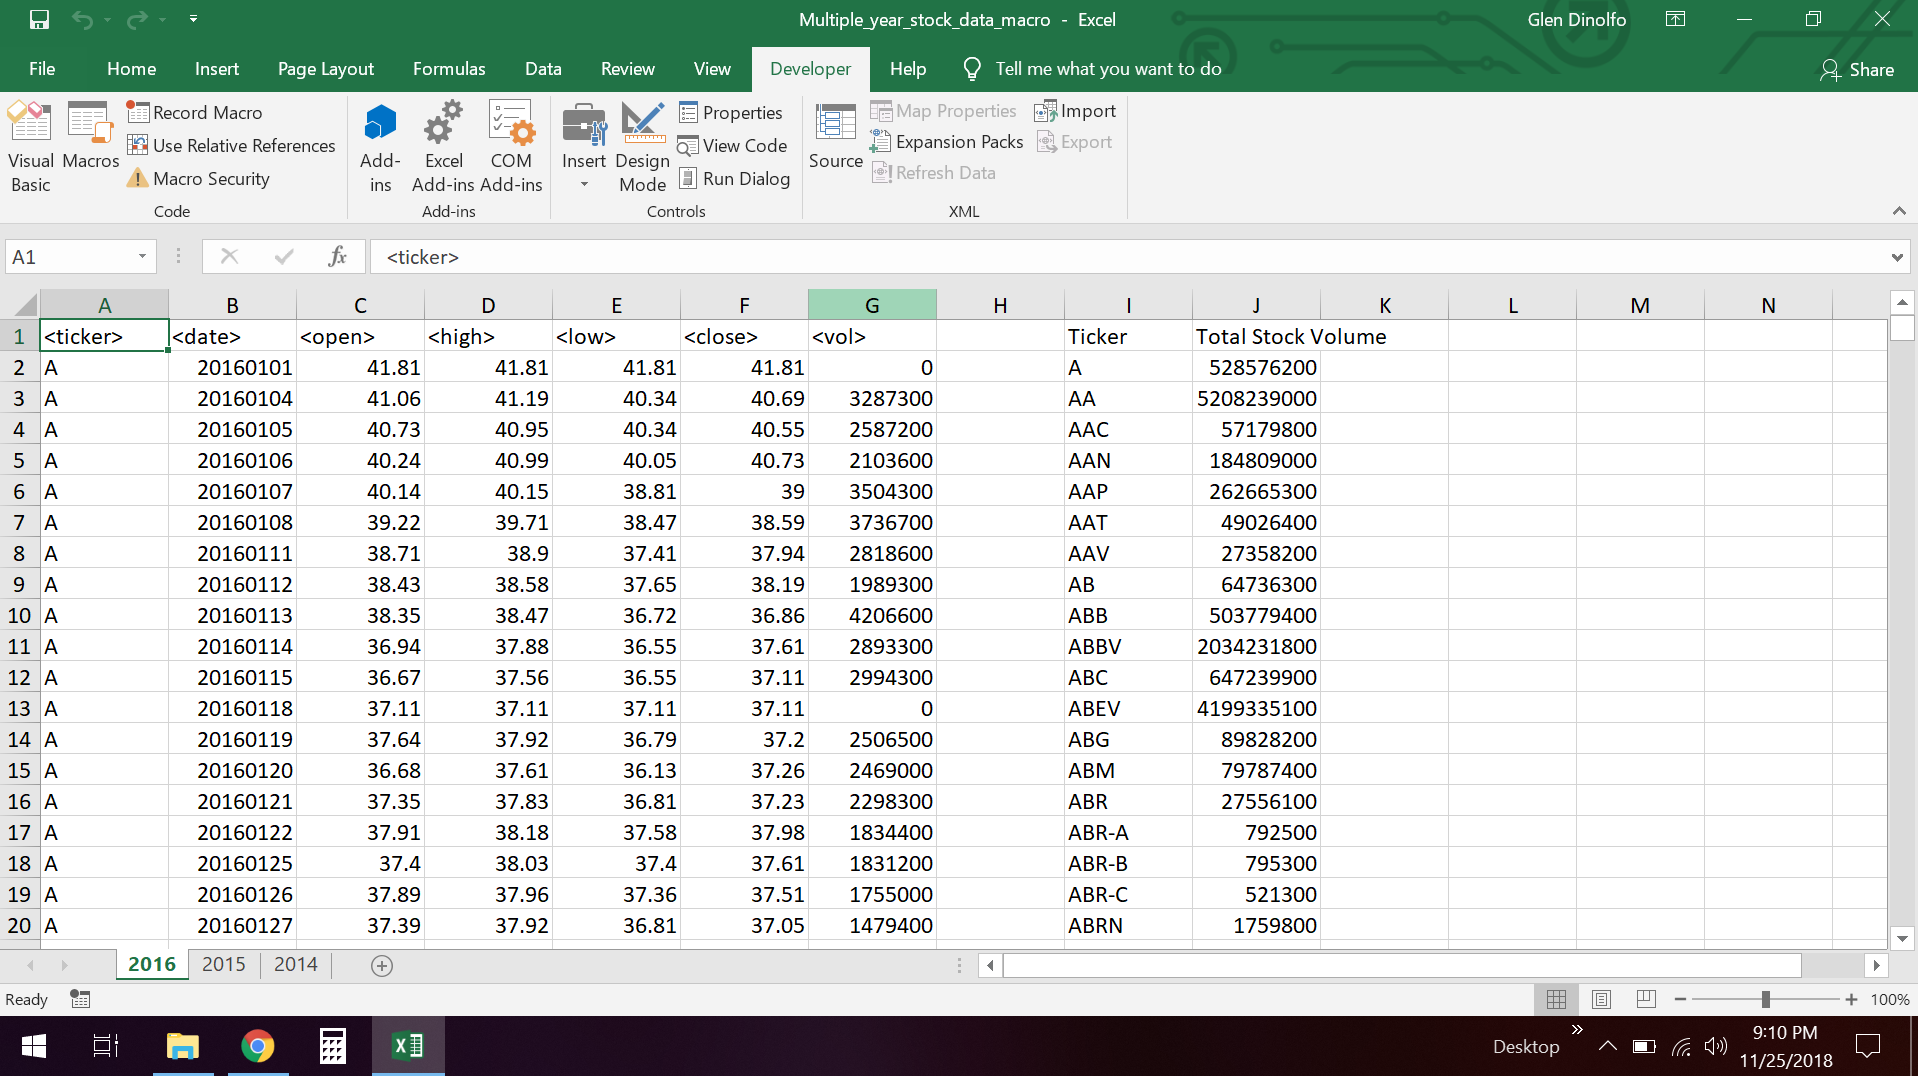 Multiple_year_stock_data_macro - Excel Glen Dinolfo
File Home Insert Page Layout Formulas Data Review View Developer Help Tell me what you want to do Share
Visual Basic Macros Record Macro Use Relative References Macro Security
Code
Add-ins Excel Add-ins COM Add-ins
Add-ins
Insert Design Mode Properties View Code Run Dialog
Controls
Source Map Properties Expansion Packs Refresh Data Import Export
XML
A1 fx <ticker>
A B C D E F G H I J K L M N
1 <ticker> <date> <open> <high> <low> <close> <vol> Ticker Total Stock Volume
2 A 20160101 41.81 41.81 41.81 41.81 0 A 528576200
3 A 20160104 41.06 41.19 40.34 40.69 3287300 AA 5208239000
4 A 20160105 40.73 40.95 40.34 40.55 2587200 AAC 57179800
5 A 20160106 40.24 40.99 40.05 40.73 2103600 AAN 184809000
6 A 20160107 40.14 40.15 38.81 39 3504300 AAP 262665300
7 A 20160108 39.22 39.71 38.47 38.59 3736700 AAT 49026400
8 A 20160111 38.71 38.9 37.41 37.94 2818600 AAV 27358200
9 A 20160112 38.43 38.58 37.65 38.19 1989300 AB 64736300
10 A 20160113 38.35 38.47 36.72 36.86 4206600 ABB 503779400
11 A 20160114 36.94 37.88 36.55 37.61 2893300 ABBV 2034231800
12 A 20160115 36.67 37.56 36.55 37.11 2994300 ABC 647239900
13 A 20160118 37.11 37.11 37.11 37.11 0 ABEV 4199335100
14 A 20160119 37.64 37.92 36.79 37.2 2506500 ABG 89828200
15 A 20160120 36.68 37.61 36.13 37.26 2469000 ABM 79787400
16 A 20160121 37.35 37.83 36.81 37.23 2298300 ABR 27556100
17 A 20160122 37.91 38.18 37.58 37.98 1834400 ABR-A 792500
18 A 20160125 37.4 38.03 37.4 37.61 1831200 ABR-B 795300
19 A 20160126 37.89 37.96 37.36 37.51 1755000 ABR-C 521300
20 A 20160127 37.39 37.92 36.81 37.05 1479400 ABRN 1759800
2016 2015 2014
Ready 100%
Desktop 9:10 PM
11/25/2018